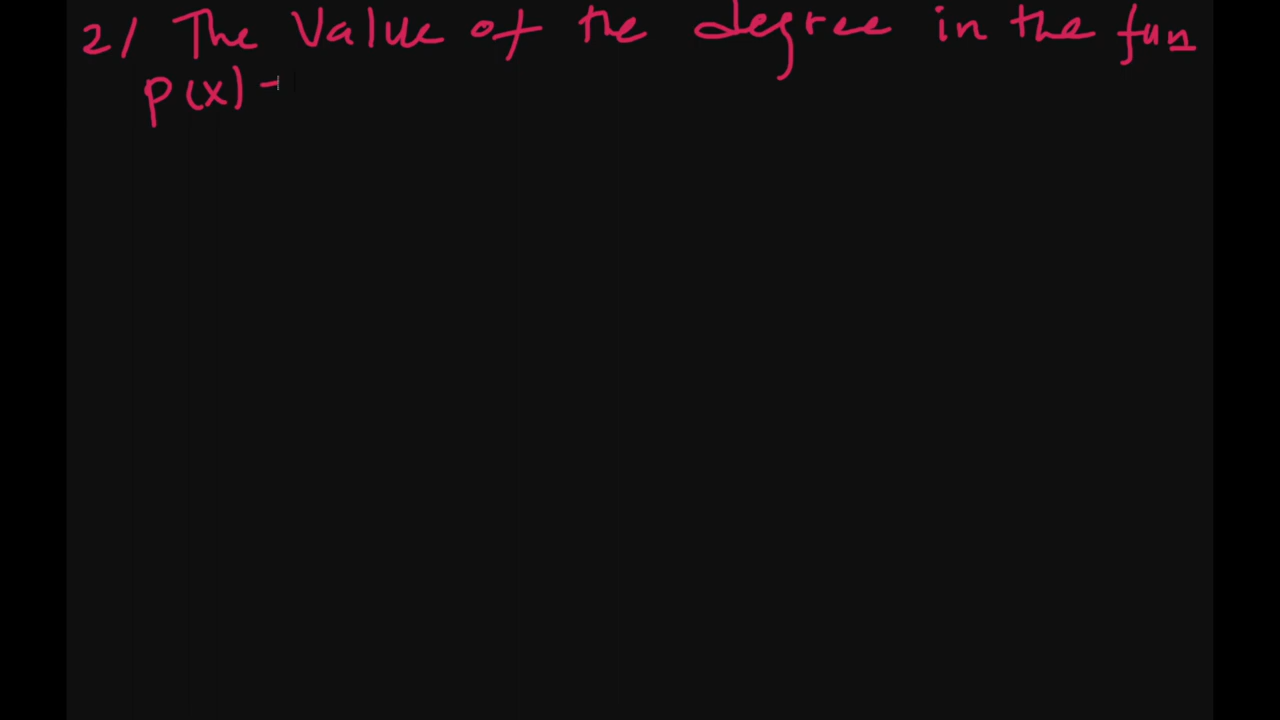 2/ The Value of the degree in the fun
P(x) -